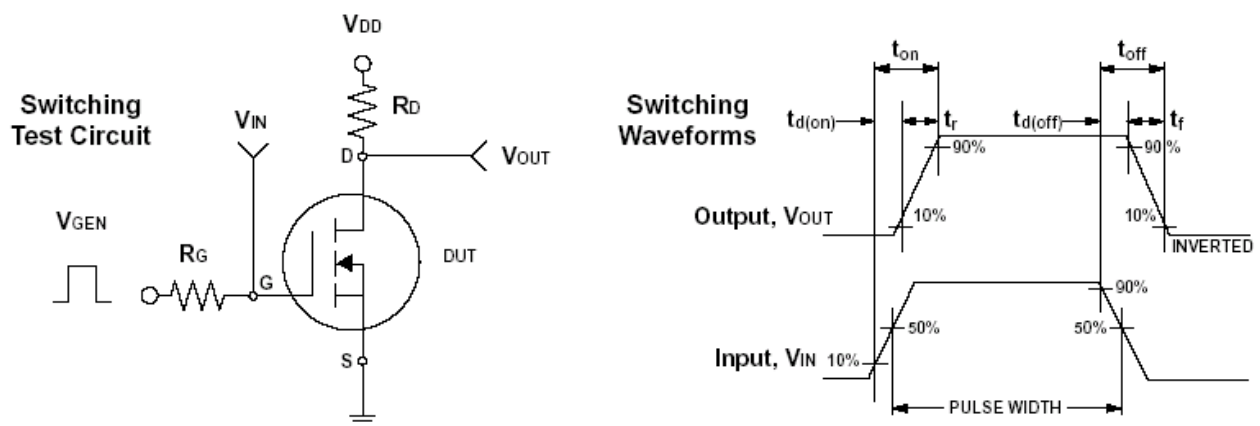 Switching
Test Circuit
VDD
RD
VIN
D
VOUT
VGEN
RG
G
DUT
S
Switching
Waveforms
ton
toff
td(on)
tr
td(off)
tf
90%
90%
Output, VOUT
10%
10%
INVERTED
90%
50%
50%
Input, VIN
10%
PULSE WIDTH